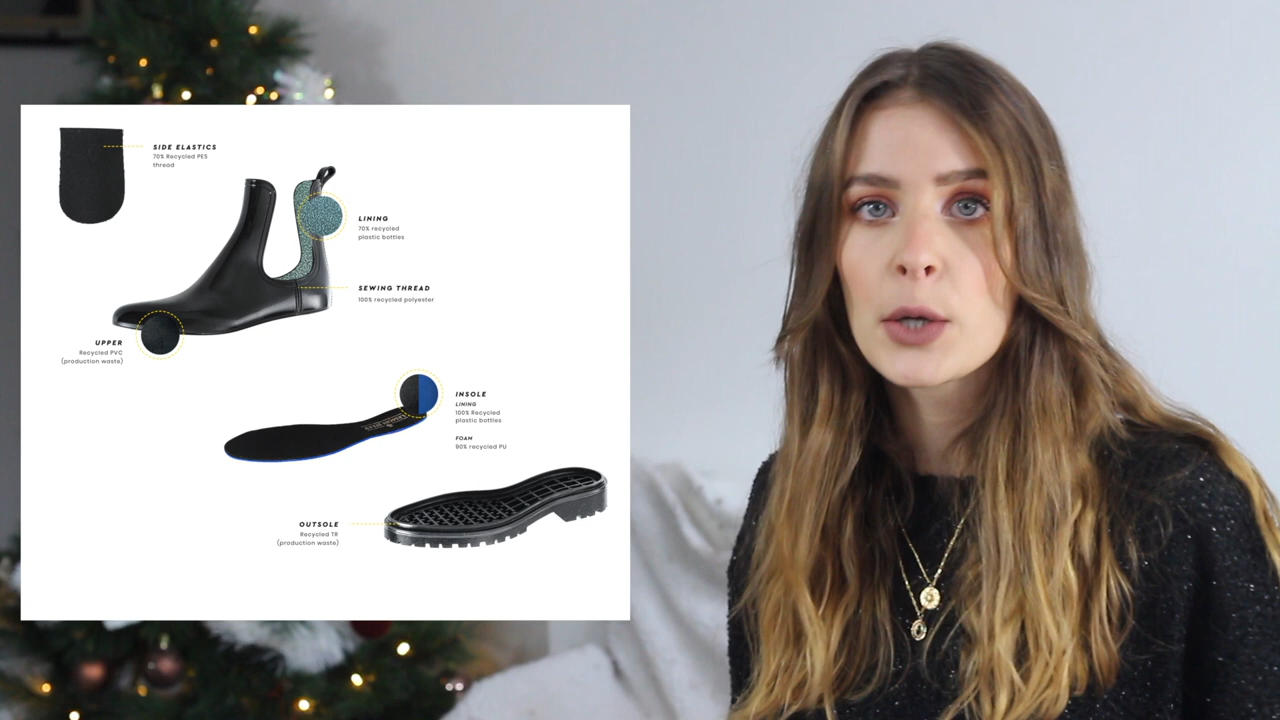 SIDE ELASTICS
70% Recycled PES
thread
LINING
70% recycled
plastic bottles
SEWING THREAD
100% recycled polyester
UPPER
Recycled PVC
(production waste)
INSOLE
LINING
100% Recycled
plastic bottles
FOAM
90% recycled PU
OUTSOLE
Recycled TR
(production waste)